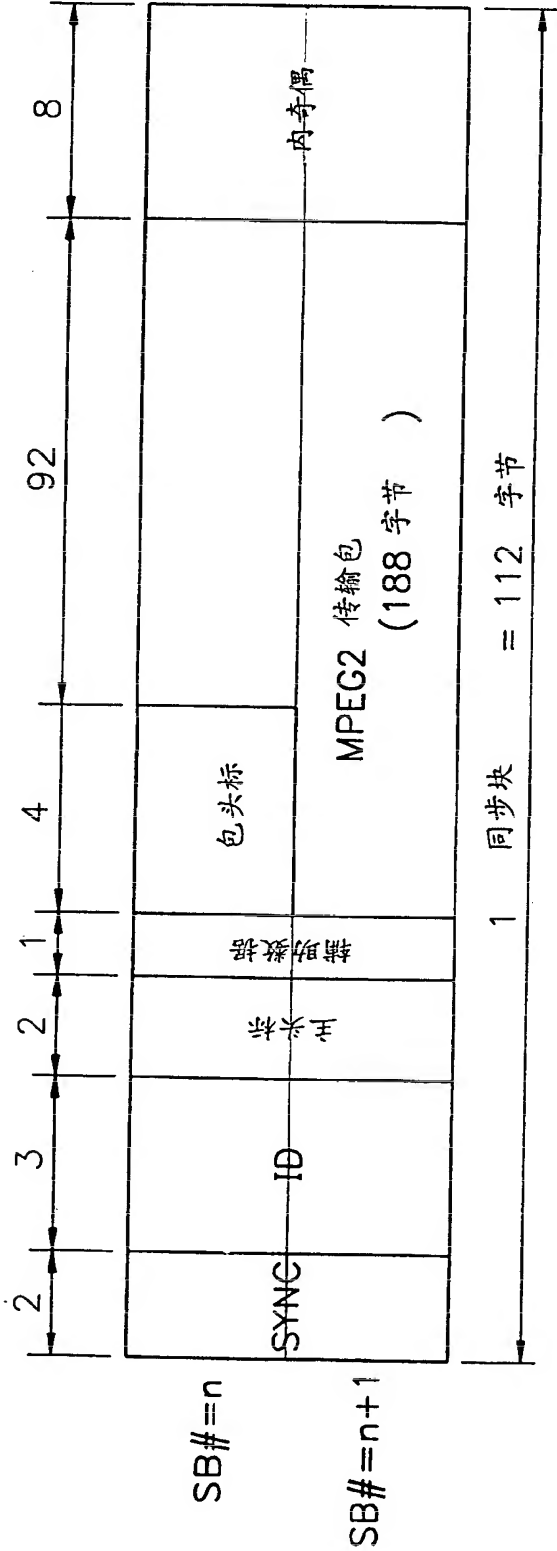 2 3 2 1 4 92 8
SB#=n
SB#=n+1
SYNC
ID
主头标
辅助数据
包头标
MPEG2 传输包
(188 字节 )
内奇偶
1 同步块 = 112 字节